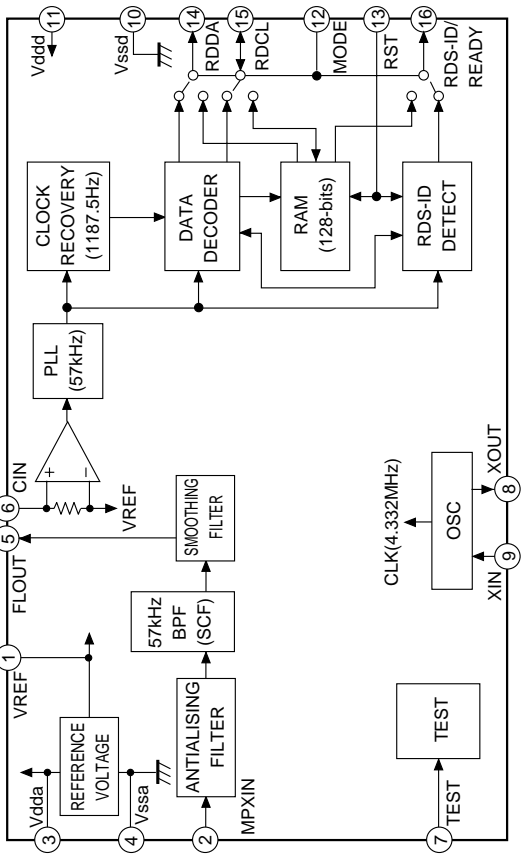 VREF
1
FLOUT
5
CIN
6
Vdda
3
REFERENCE
VOLTAGE
Vssa
4
VREF
+
−
PLL
(57kHz)
CLOCK
RECOVERY
(1187.5Hz)
Vddd
11
Vssd
10
2
MPXIN
ANTIALISING
FILTER
57kHz
BPF
(SCF)
SMOOTHING
FILTER
DATA
DECODER
RDDA
14
RDCL
15
RAM
(128-bits)
MODE
12
RST
13
RDS-ID
DETECT
RDS-ID/
READY
16
7
TEST
TEST
CLK(4.332MHz)
OSC
XIN
9
XOUT
8